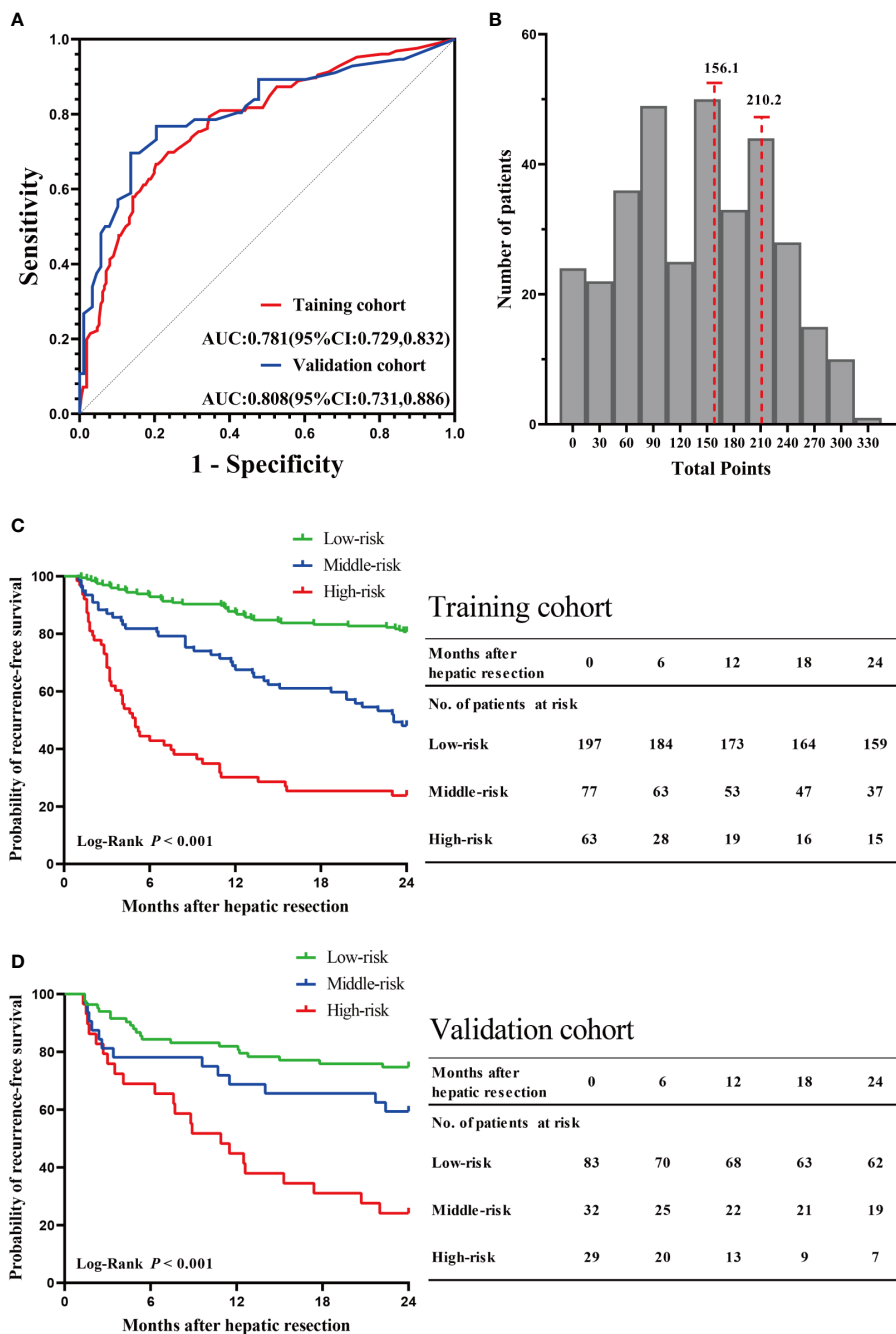 A
1.0
0.8
0.6
0.4
0.2
0.0
Sensitivity
Taining cohort
AUC:0.781(95%CI:0.729,0.832)
Validation cohort
AUC:0.808(95%CI:0.731,0.886)
0.0 0.2 0.4 0.6 0.8 1.0
1 - Specificity
B
60
40
20
0
Number of patients
156.1
210.2
0 30 60 90 120 150 180 210 240 270 300 330
Total Points
C
Low-risk
Middle-risk
High-risk
100
80
60
40
20
0
Probability of recurrence-free survival
Log-Rank P < 0.001
0 6 12 18 24
Months after hepatic resection
Training cohort
Months after
hepatic resection 0 6 12 18 24
No. of patients at risk
Low-risk 197 184 173 164 159
Middle-risk 77 63 53 47 37
High-risk 63 28 19 16 15
D
Low-risk
Middle-risk
High-risk
100
80
60
40
20
0
Probability of recurrence-free survival
Log-Rank P < 0.001
0 6 12 18 24
Months after hepatic resection
Validation cohort
Months after
hepatic resection 0 6 12 18 24
No. of patients at risk
Low-risk 83 70 68 63 62
Middle-risk 32 25 22 21 19
High-risk 29 20 13 9 7